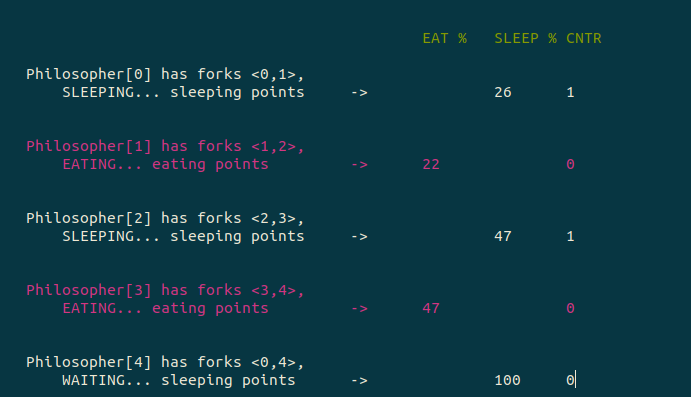 EAT % SLEEP % CNTR
Philosopher[0] has forks <0,1>,
SLEEPING... sleeping points -> 26 1
Philosopher[1] has forks <1,2>,
EATING... eating points -> 22 0
Philosopher[2] has forks <2,3>,
SLEEPING... sleeping points -> 47 1
Philosopher[3] has forks <3,4>,
EATING... eating points -> 47 0
Philosopher[4] has forks <0,4>,
WAITING... sleeping points -> 100 0